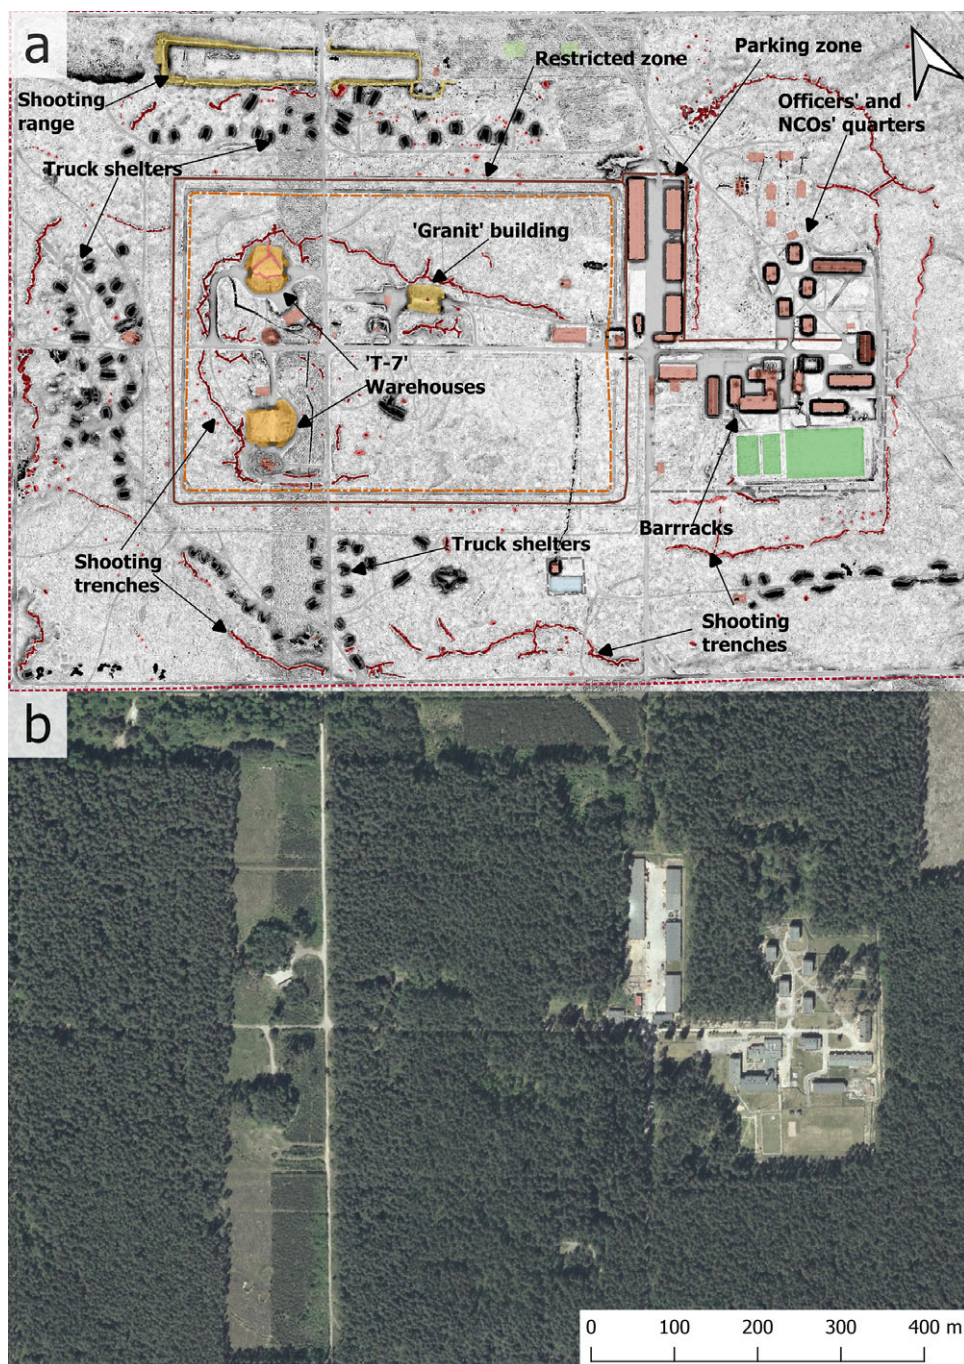 a
Restricted zone
Parking zone
Shooting
range
Officers' and
NCOs' quarters
Truck shelters
'Granit' building
'T-7'
Warehouses
Barrracks
Shooting
trenches
Truck shelters
Shooting
trenches
b
0 100 200 300 400 m